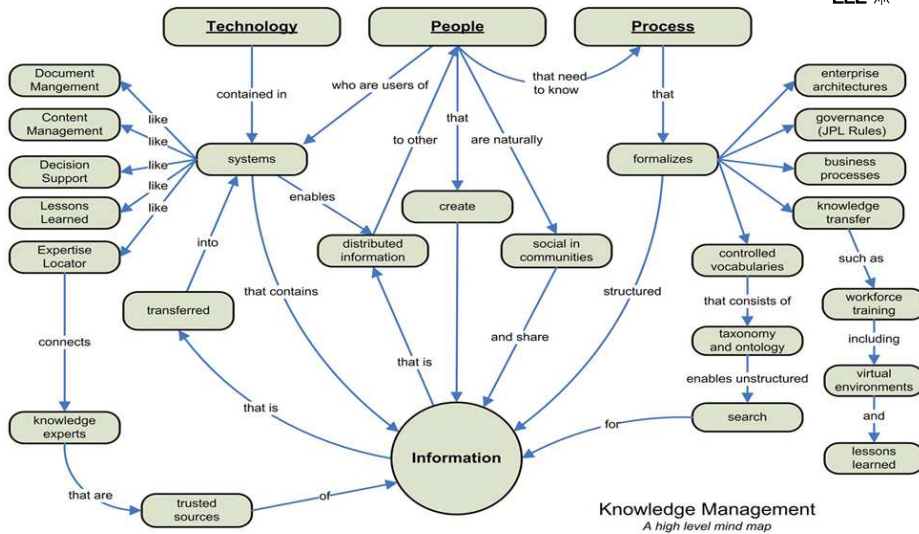 Technology
People
Process
Document
Mangement
Content
Management
Decision
Support
Lessons
Learned
Expertise
Locator
like
like
like
like
like
contained in
systems
who are users of
that
to other
are naturally
that need
to know
that
formalizes
enterprise
architectures
governance
(JPL Rules)
business
processes
knowledge
transfer
enables
create
distributed
information
social in
communities
into
transferred
that contains
structured
controlled
vocabularies
such as
that consists of
workforce
training
connects
that is
and share
taxonomy
and ontology
including
enables unstructured
virtual
environments
that is
search
and
for
knowledge
experts
Information
lessons
learned
that are
trusted
sources
of
Knowledge Management
A high level mind map